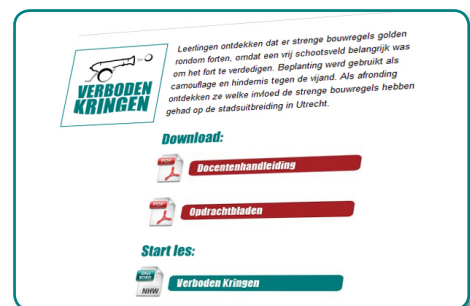 Leerlingen ontdekken dat er strenge bouwregels golden
rondom forten, omdat een vrij schootsveld belangrijk was
om het fort te verdedigen. Beplanting werd gebruikt als
camouflage en hindernis tegen de vijand. Als afronding
ontdekken ze welke invloed de strenge bouwregels hebben
gehad op de stadsuitbreiding in Utrecht.
VERBODEN
KRINGEN
Download:
PDF
Docentenhandleiding
PDF
Opdrachtbladen
Start les:
DIGI
BORD
NHW
Verboden Kringen